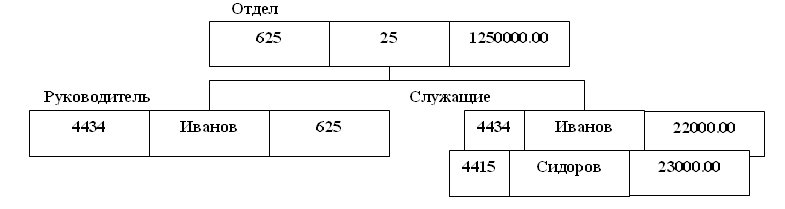 Отдел
625 25 1250000.00
Руководитель Служащие
4434 Иванов 625 4434 Иванов 22000.00
4415 Сидоров 23000.00